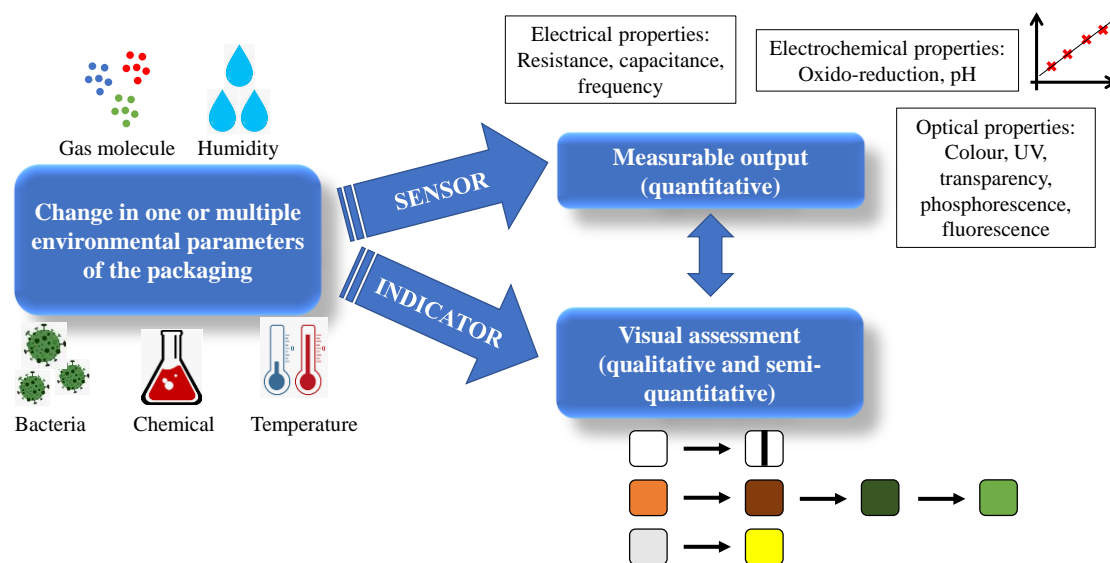 Electrical properties:
Resistance, capacitance,
frequency
Electrochemical properties:
Oxido-reduction, pH
Optical properties:
Colour, UV,
transparency,
phosphorescence,
fluorescence
Gas molecule
Humidity
Change in one or multiple
environmental parameters
of the packaging
SENSOR
INDICATOR
Measurable output
(quantitative)
Visual assessment
(qualitative and semi-
quantitative)
Bacteria
Chemical
Temperature